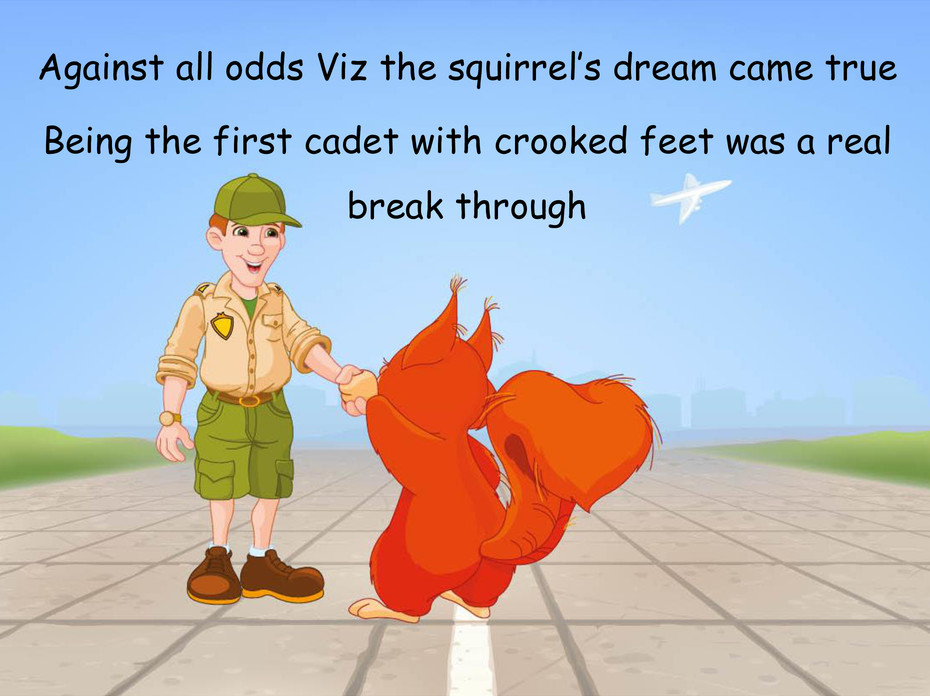 Against all odds Viz the squirrel's dream came true
Being the first cadet with crooked feet was a real
break through